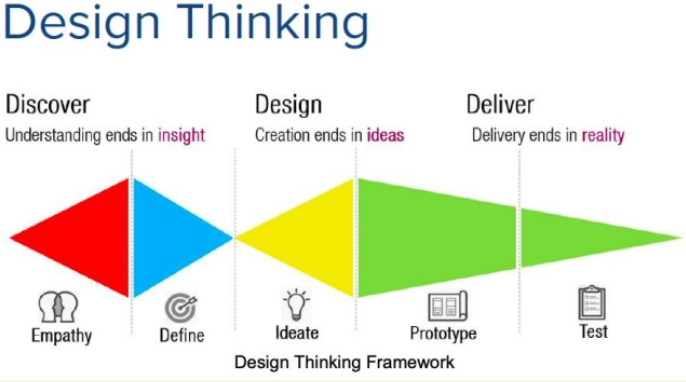 Design Thinking
Discover
Understanding ends in insight
Design
Creation ends in ideas
Deliver
Delivery ends in reality
Empathy
Define
Ideate
Prototype
Test
Design Thinking Framework